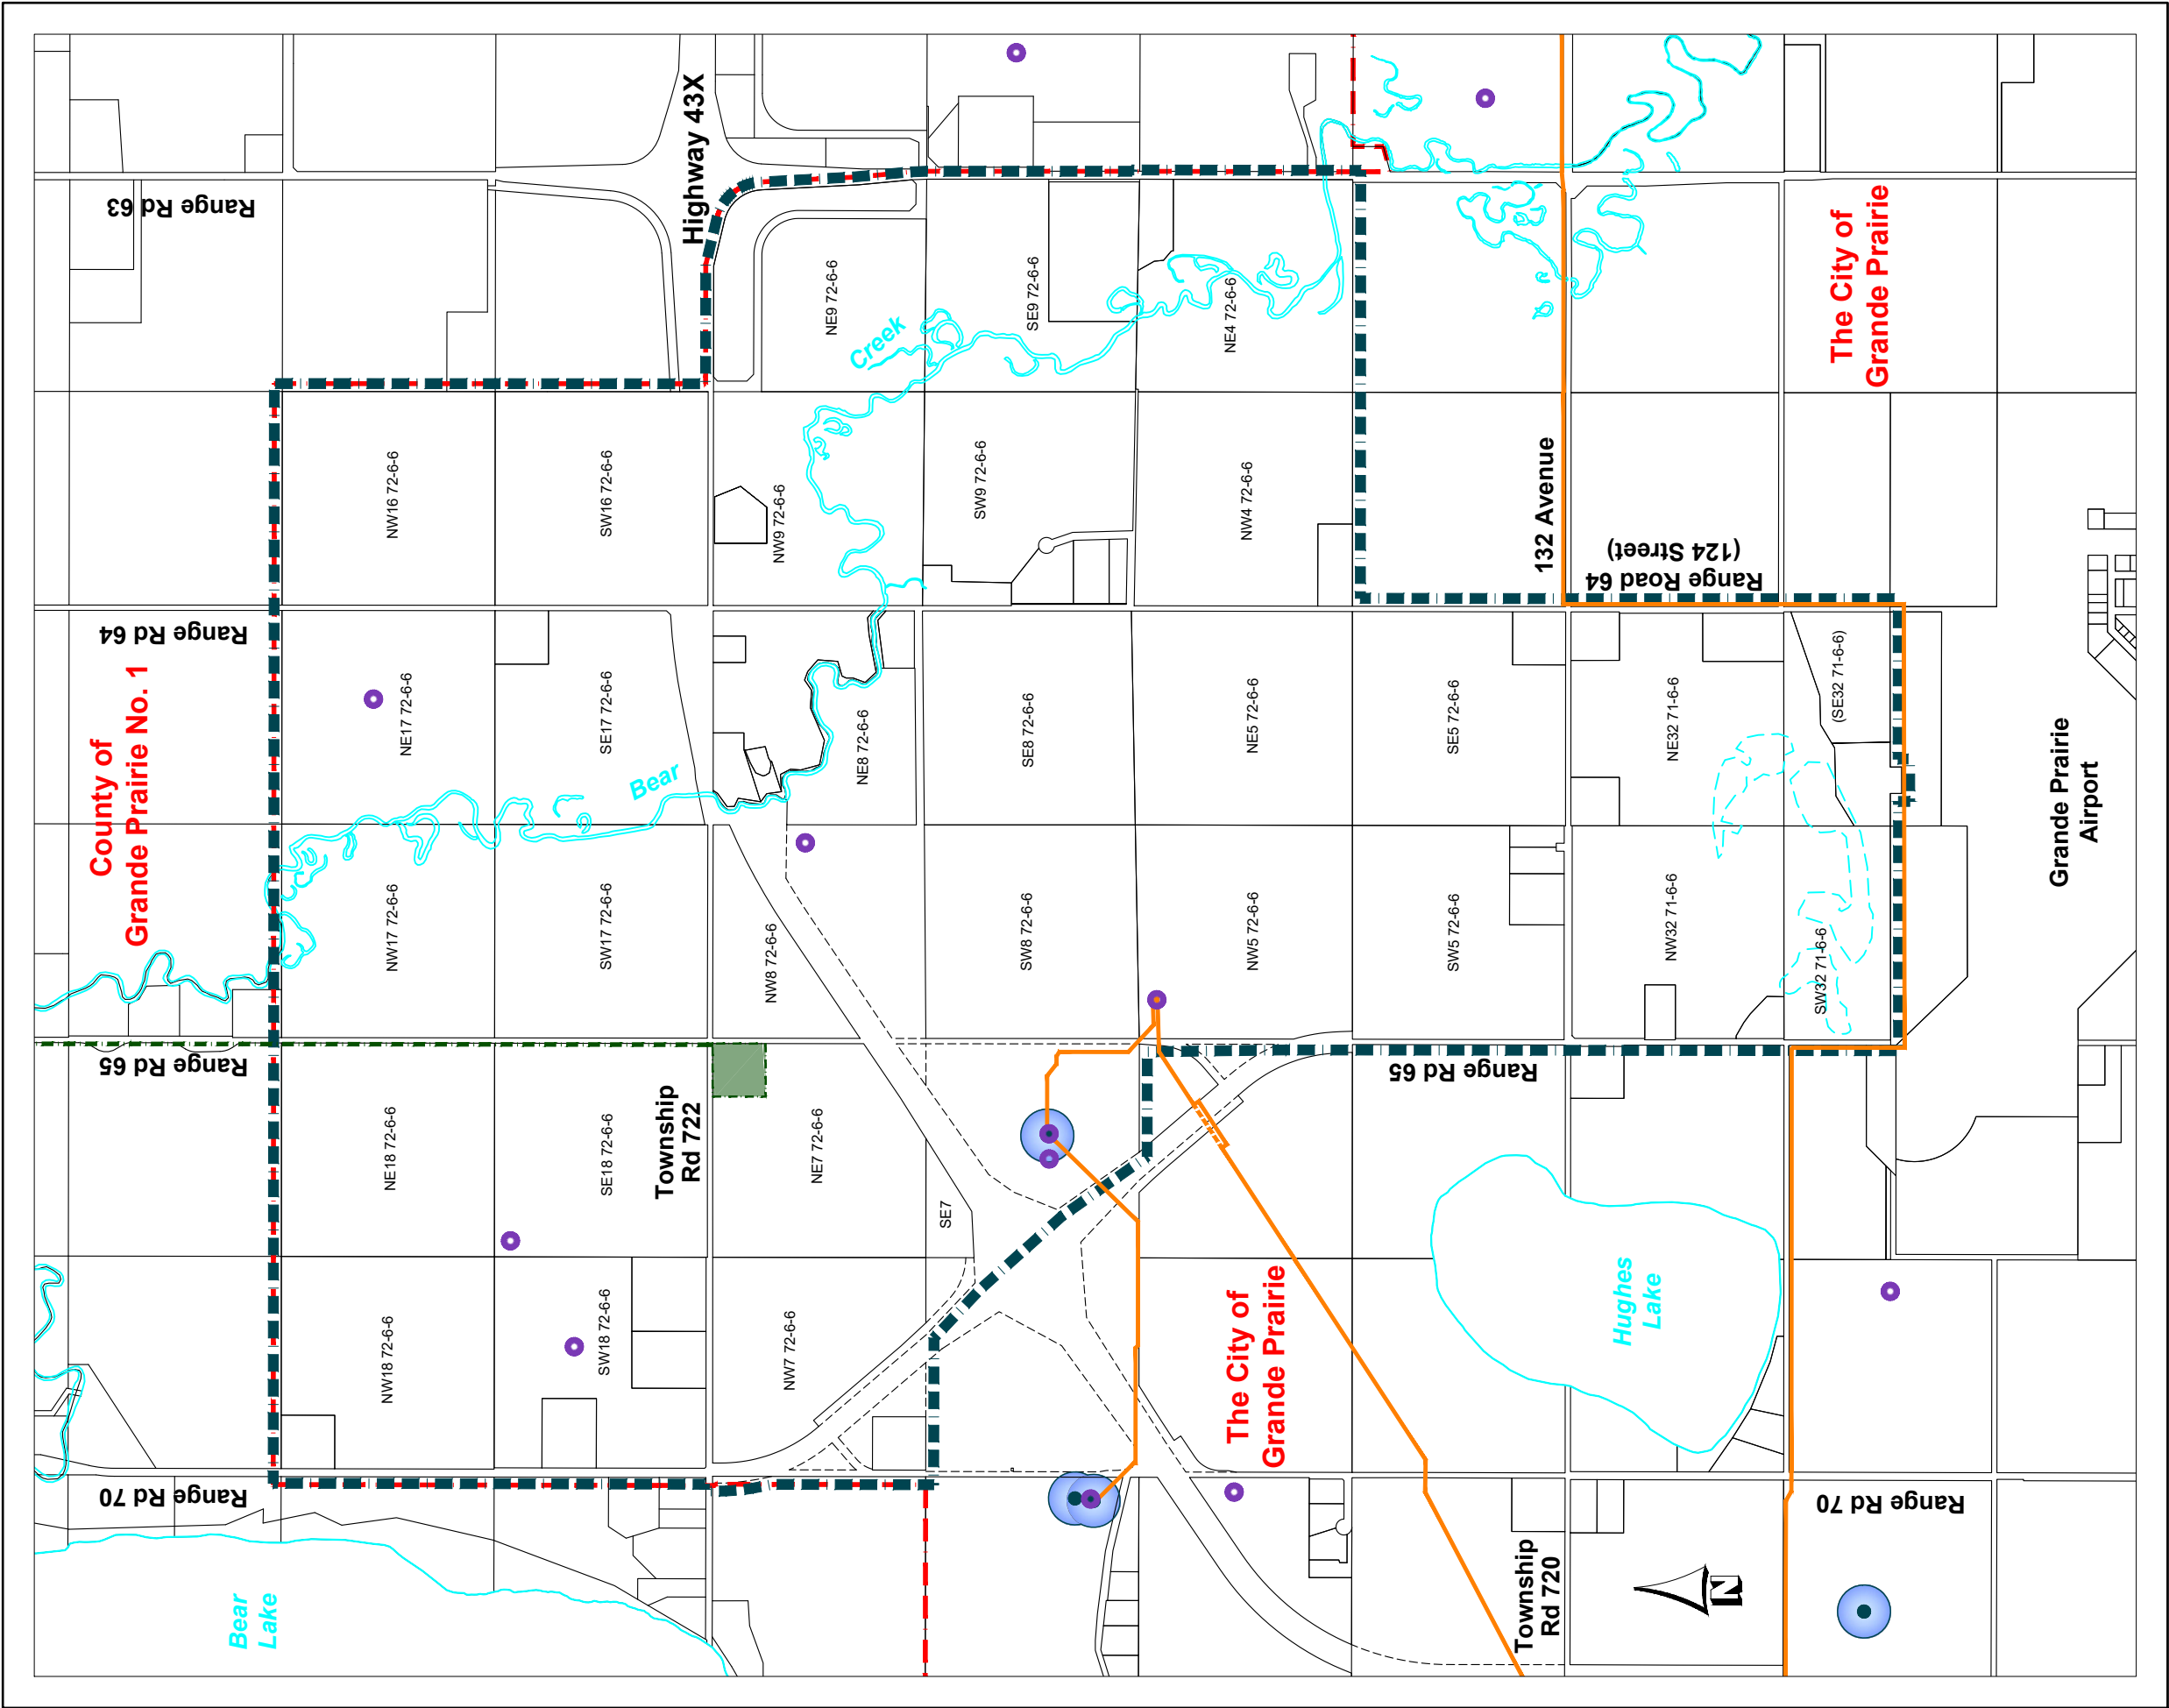 Range Rd 63
Highway 43X
NE9 72-6-6
SE9 72-6-6
NE4 72-6-6
Creek
The City of
Grande Prairie
NW16 72-6-6
SW16 72-6-6
NW9 72-6-6
SW9 72-6-6
NW4 72-6-6
132 Avenue
Range Road 64
(124 Street)
Range Rd 64
County of
Grande Prairie No. 1
NE17 72-6-6
SE17 72-6-6
Bear
NE8 72-6-6
SE8 72-6-6
NE5 72-6-6
SE5 72-6-6
NE32 71-6-6
(SE32 71-6-6)
Grande Prairie
Airport
NW17 72-6-6
SW17 72-6-6
NW8 72-6-6
SW8 72-6-6
NW5 72-6-6
SW5 72-6-6
NW32 71-6-6
SW32 71-6-6
Range Rd 65
Range Rd 65
Township
Rd 722
NE18 72-6-6
SE18 72-6-6
NE7 72-6-6
SE7
NW18 72-6-6
SW18 72-6-6
NW7 72-6-6
The City of
Grande Prairie
Hughes
Lake
Range Rd 70
Range Rd 70
Bear
Lake
Township
Rd 720
N